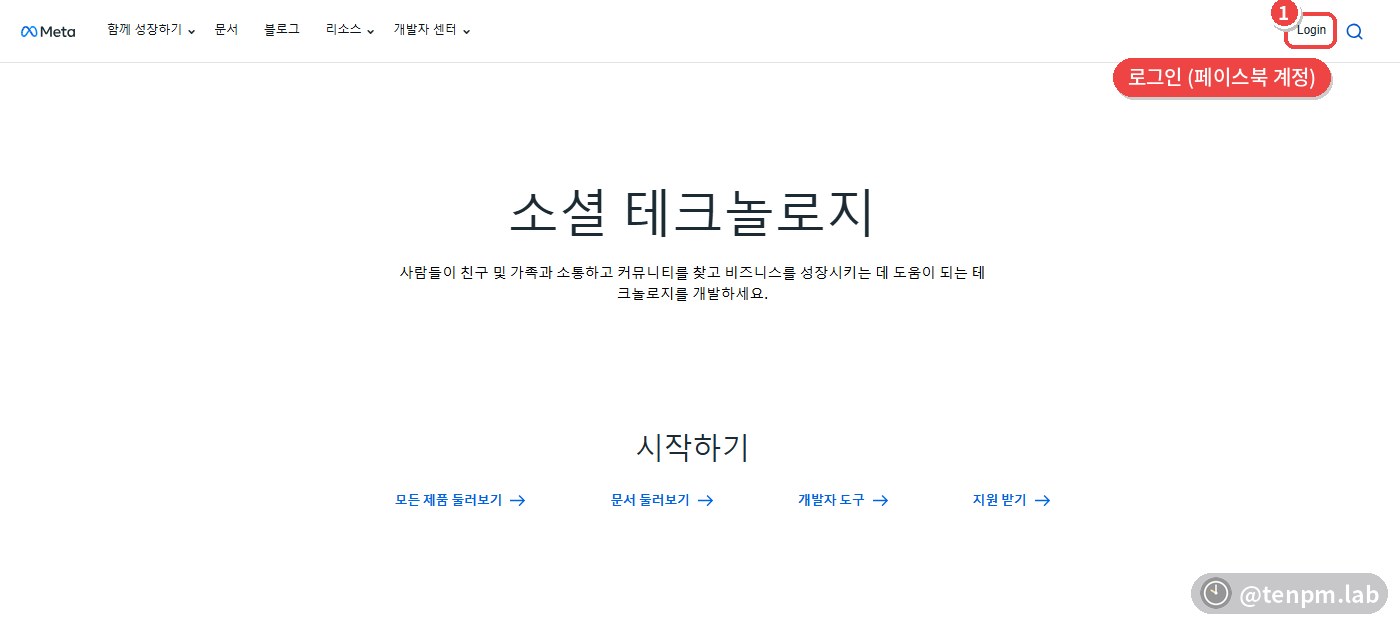 Meta 함께 성장하기 문서 블로그 리소스 개발자 센터 Login
1
로그인 (페이스북 계정)
소셜 테크놀로지
사람들이 친구 및 가족과 소통하고 커뮤니티를 찾고 비즈니스를 성장시키는 데 도움이 되는 테
크놀로지를 개발하세요.
시작하기
모든 제품 둘러보기 → 문서 둘러보기 → 개발자 도구 → 지원 받기 →
@tenpm.lab